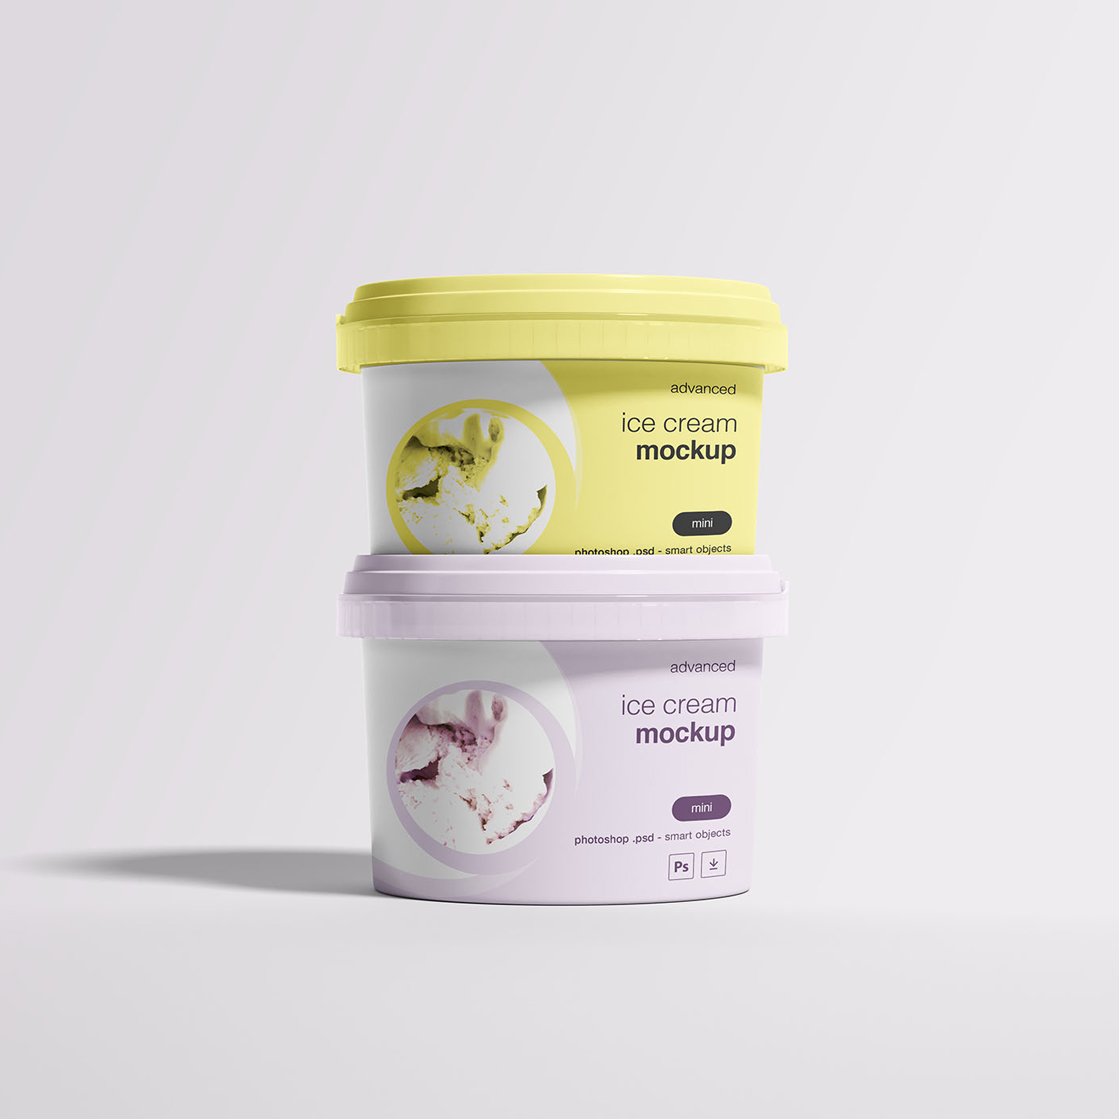 advanced
ice cream
mockup
mini
photoshop .psd - smart objects
advanced
ice cream
mockup
mini
photoshop .psd - smart objects
Ps